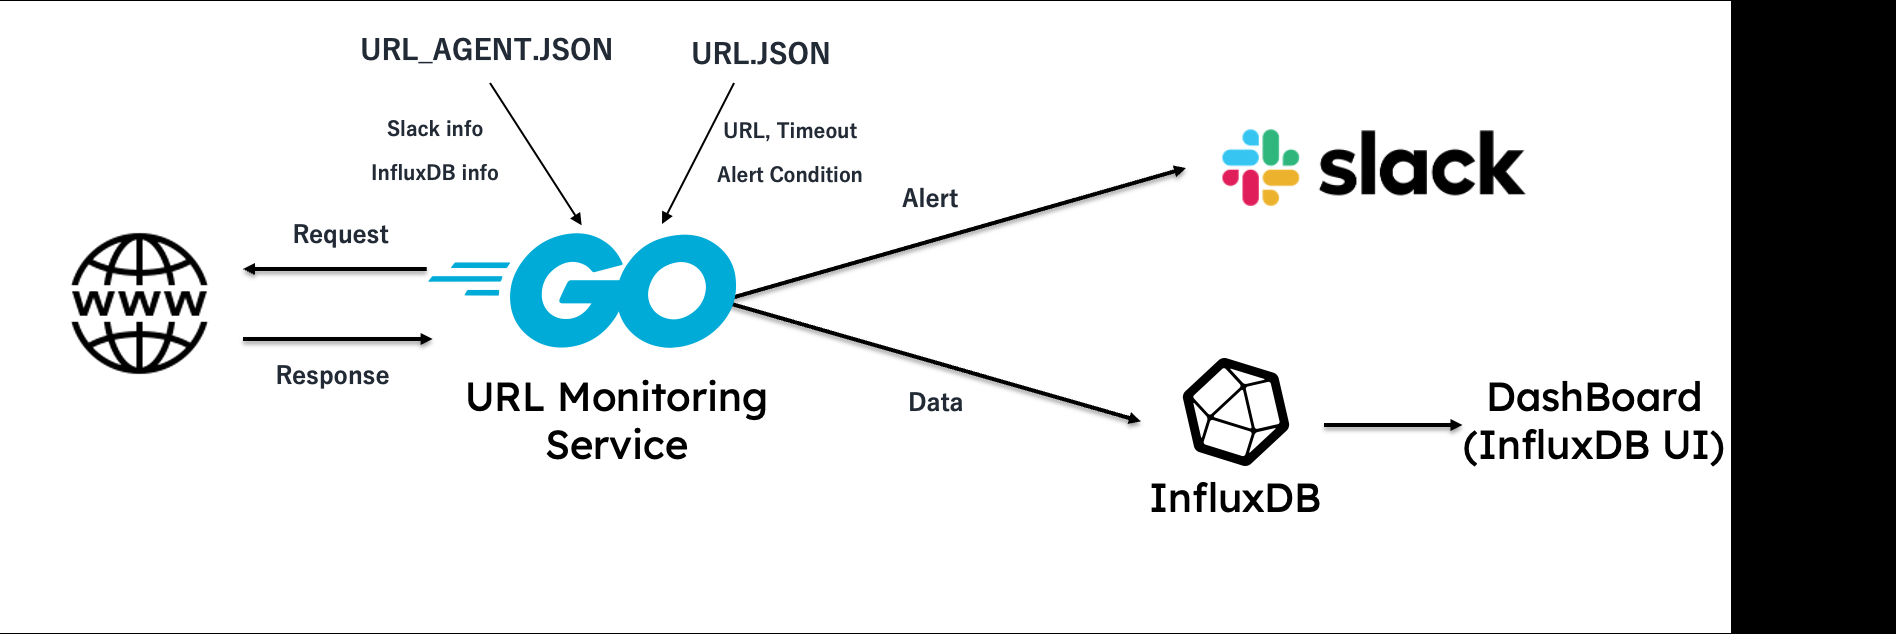 URL_AGENT.JSON
URL.JSON
Slack info
InfluxDB info
URL, Timeout
Alert Condition
Request
www
Response
GO
URL Monitoring
Service
Alert
Data
slack
InfluxDB
DashBoard
(InfluxDB UI)